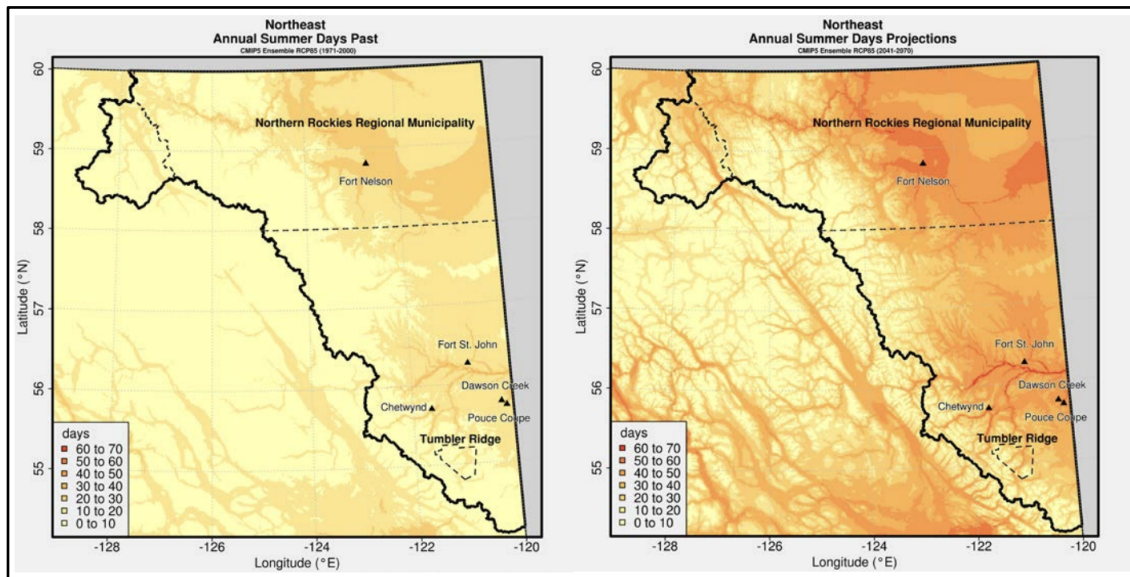 Northeast
Annual Summer Days Past
CMIP5 Ensemble RCP85 (1971-2000)
60
59
58
57
56
55
Latitude (°N)
Northern Rockies Regional Municipality
Fort Nelson
Fort St. John
Dawson Creek
Chetwynd
Pouce Coupe
Tumbler Ridge
days
60 to 70
50 to 60
40 to 50
30 to 40
20 to 30
10 to 20
0 to 10
-128
-126
-124
-122
-120
Longitude (°E)
Northeast
Annual Summer Days Projections
CMIP5 Ensemble RCP85 (2041-2070)
60
59
58
57
56
55
Latitude (°N)
Northern Rockies Regional Municipality
Fort Nelson
Fort St. John
Dawson Creek
Chetwynd
Pouce Coupe
Tumbler Ridge
days
60 to 70
50 to 60
40 to 50
30 to 40
20 to 30
10 to 20
0 to 10
-128
-126
-124
-122
-120
Longitude (°E)